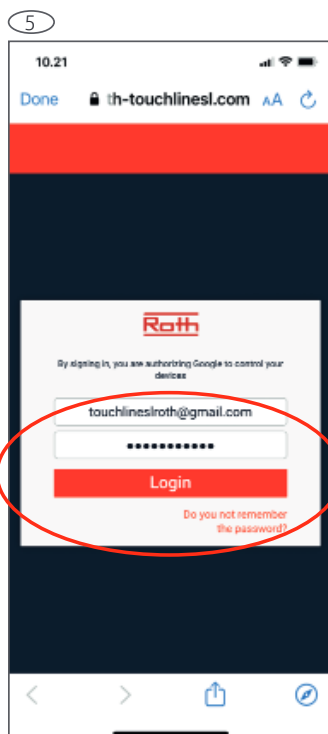 5
10.21
Done th-touchlinesl.com AA
Roth
By signing in, you are authorizing Google to control your
devices
touchlineslroth@gmail.com
•••••••••••
Login
Do you not remember
the password?